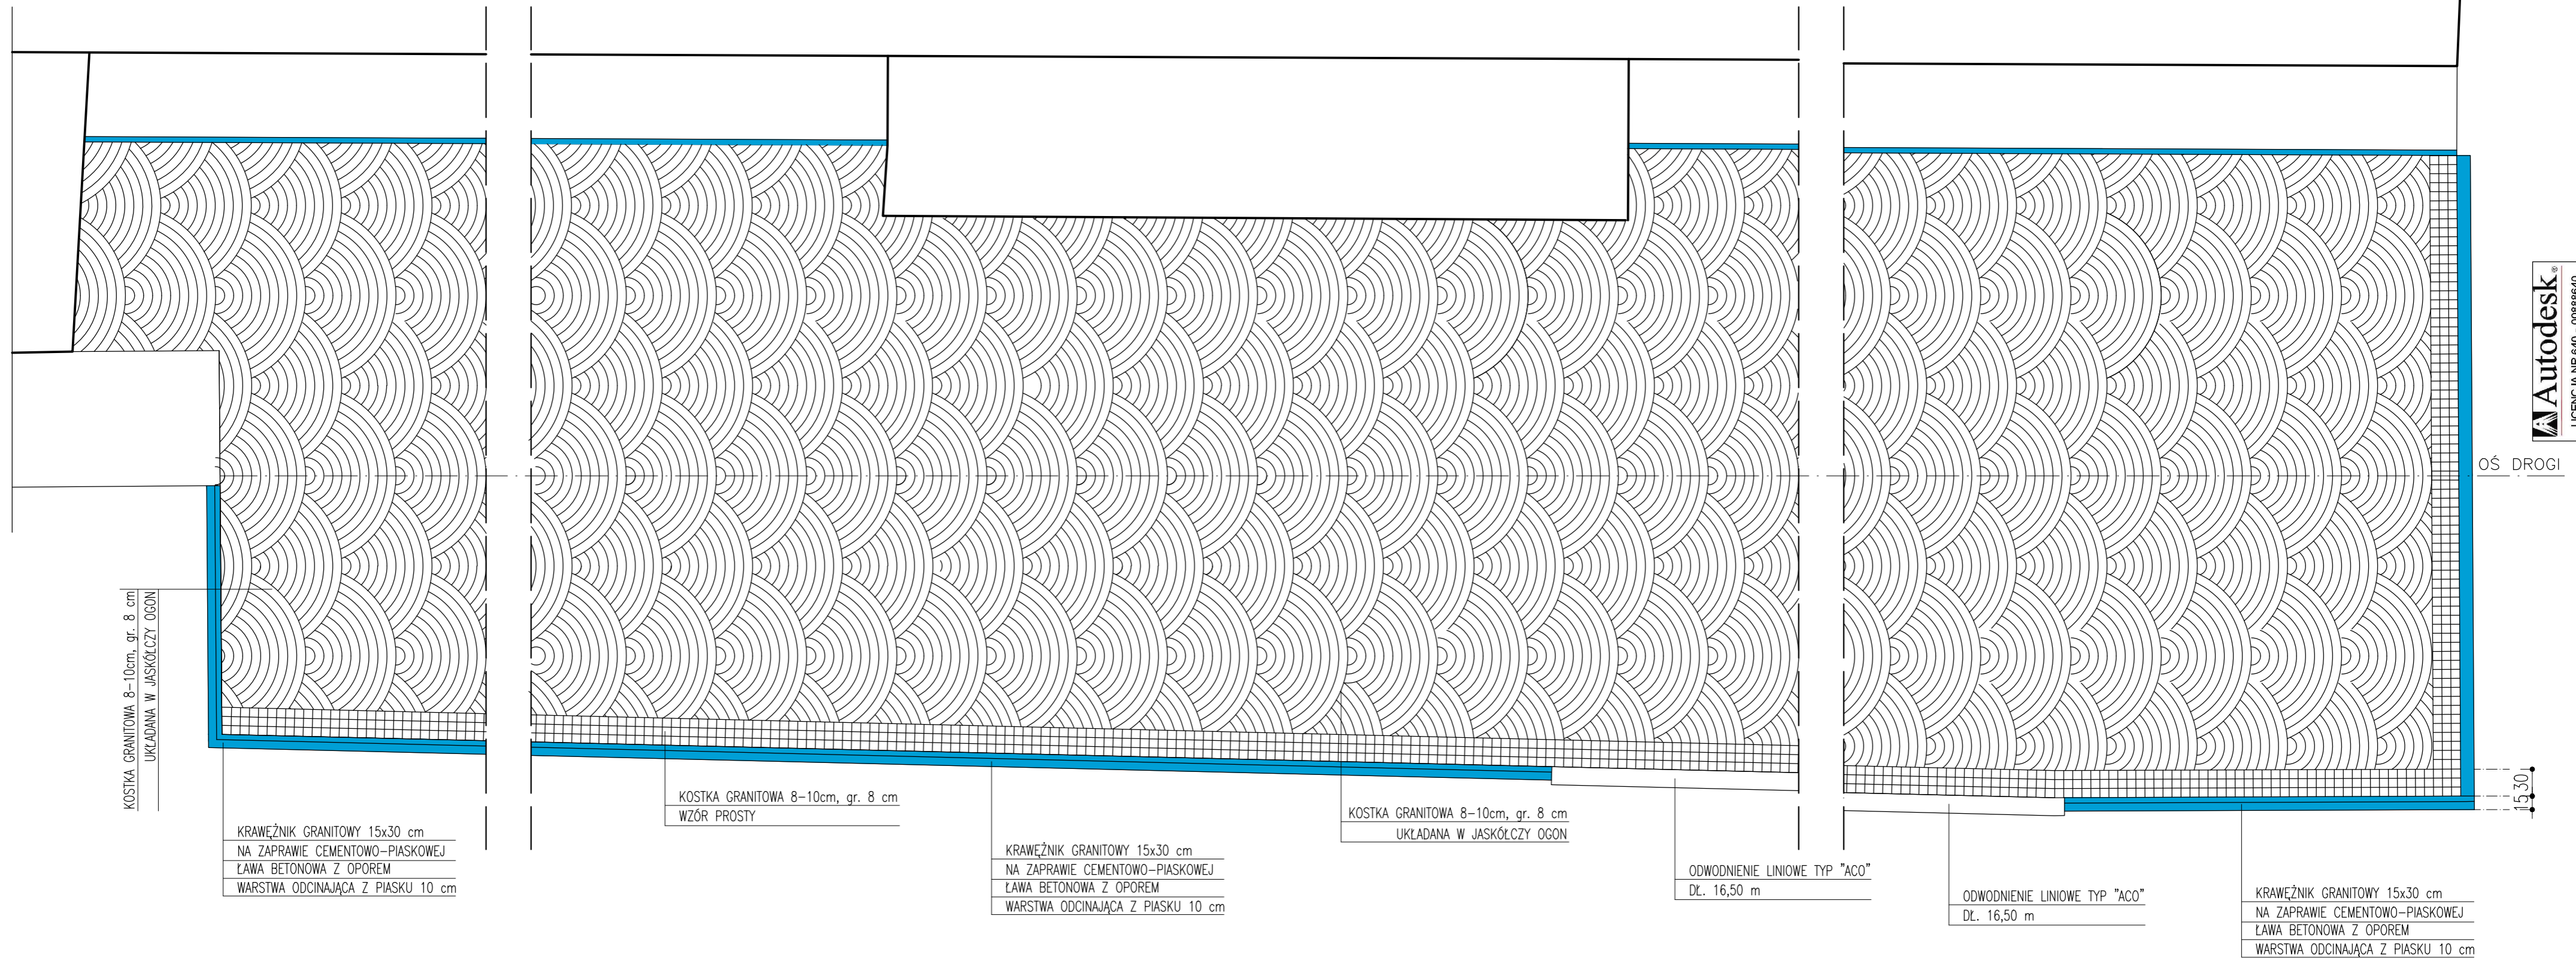 KOSTKA GRANITOWA 8-10cm, gr. 8 cm
UKŁADANA W JASKÓŁCZY OGON
KRAWĘŻNIK GRANITOWY 15x30 cm
NA ZAPRAWIE CEMENTOWO-PIASKOWEJ
ŁAWA BETONOWA Z OPOREM
WARSTWA ODCINAJĄCA Z PIASKU 10 cm
KOSTKA GRANITOWA 8-10cm, gr. 8 cm
WZÓR PROSTY
KRAWĘŻNIK GRANITOWY 15x30 cm
NA ZAPRAWIE CEMENTOWO-PIASKOWEJ
ŁAWA BETONOWA Z OPOREM
WARSTWA ODCINAJĄCA Z PIASKU 10 cm
KOSTKA GRANITOWA 8-10cm, gr. 8 cm
UKŁADANA W JASKÓŁCZY OGON
ODWODNIENIE LINIOWE TYP "ACO"
DŁ. 16,50 m
ODWODNIENIE LINIOWE TYP "ACO"
DŁ. 16,50 m
KRAWĘŻNIK GRANITOWY 15x30 cm
NA ZAPRAWIE CEMENTOWO-PIASKOWEJ
ŁAWA BETONOWA Z OPOREM
WARSTWA ODCINAJĄCA Z PIASKU 10 cm
15 30
OŚ DROGI
Autodesk®